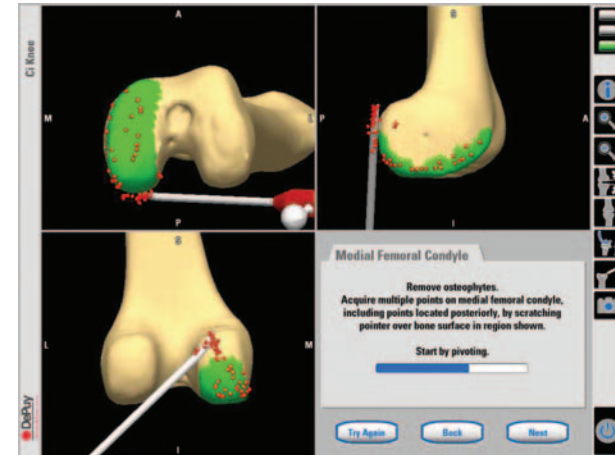 Ci Knee
A
M
L
P
S
P
A
I
S
L
M
I
Medial Femoral Condyle
Remove osteophytes.
Acquire multiple points on medial femoral condyle,
including points located posteriorly, by scratching
pointer over bone surface in region shown.
Start by pivoting.
Try Again
Back
Next
DePuy